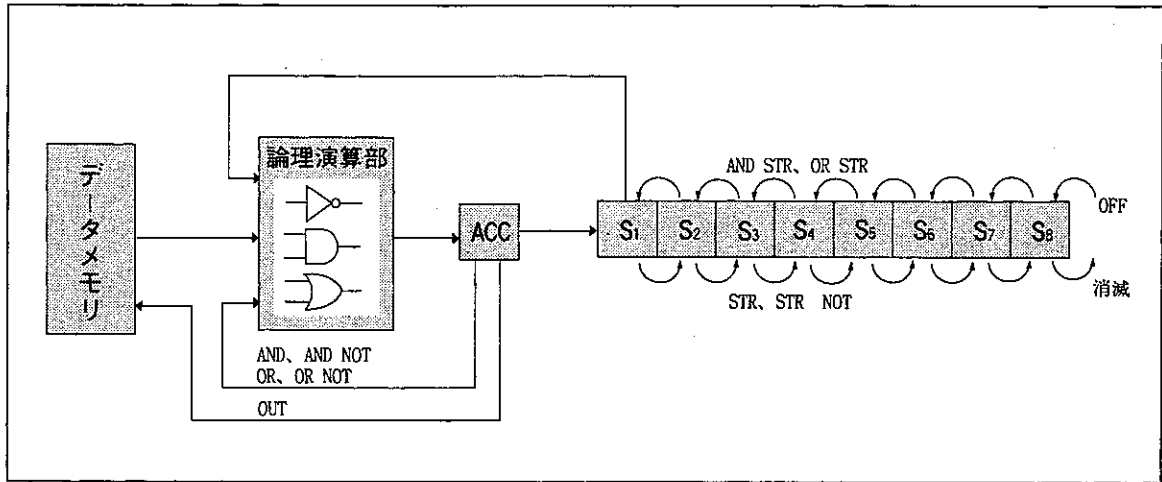 データメモリ
論理演算部
ACC
AND STR、OR STR
OFF
S1 S2 S3 S4 S5 S6 S7 S8
STR、STR NOT
消滅
AND、AND NOT
OR、OR NOT
OUT